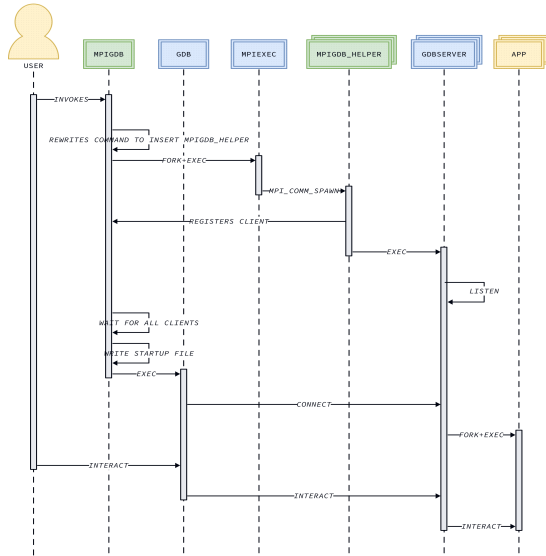 USER
MPIGDB
GDB
MPIEXEC
MPIGDB_HELPER
GDBSERVER
APP
INVOKES
REWRITES COMMAND TO INSERT MPIGDB_HELPER
FORK+EXEC
MPI_COMM_SPAWN
REGISTERS CLIENT
EXEC
LISTEN
WAIT FOR ALL CLIENTS
WRITE STARTUP FILE
EXEC
CONNECT
FORK+EXEC
INTERACT
INTERACT
INTERACT